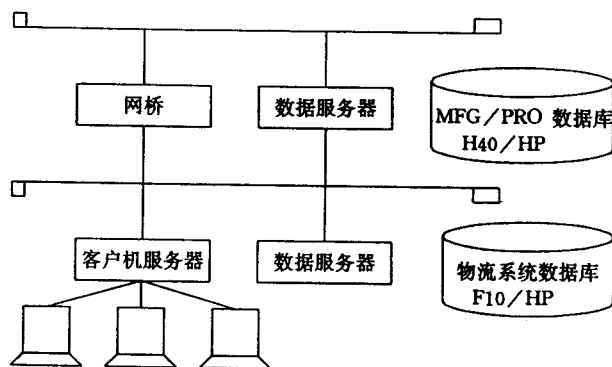 网桥
数据服务器
MFG/PRO 数据库
H40/HP
客户机服务器
数据服务器
物流系统数据库
F10/HP